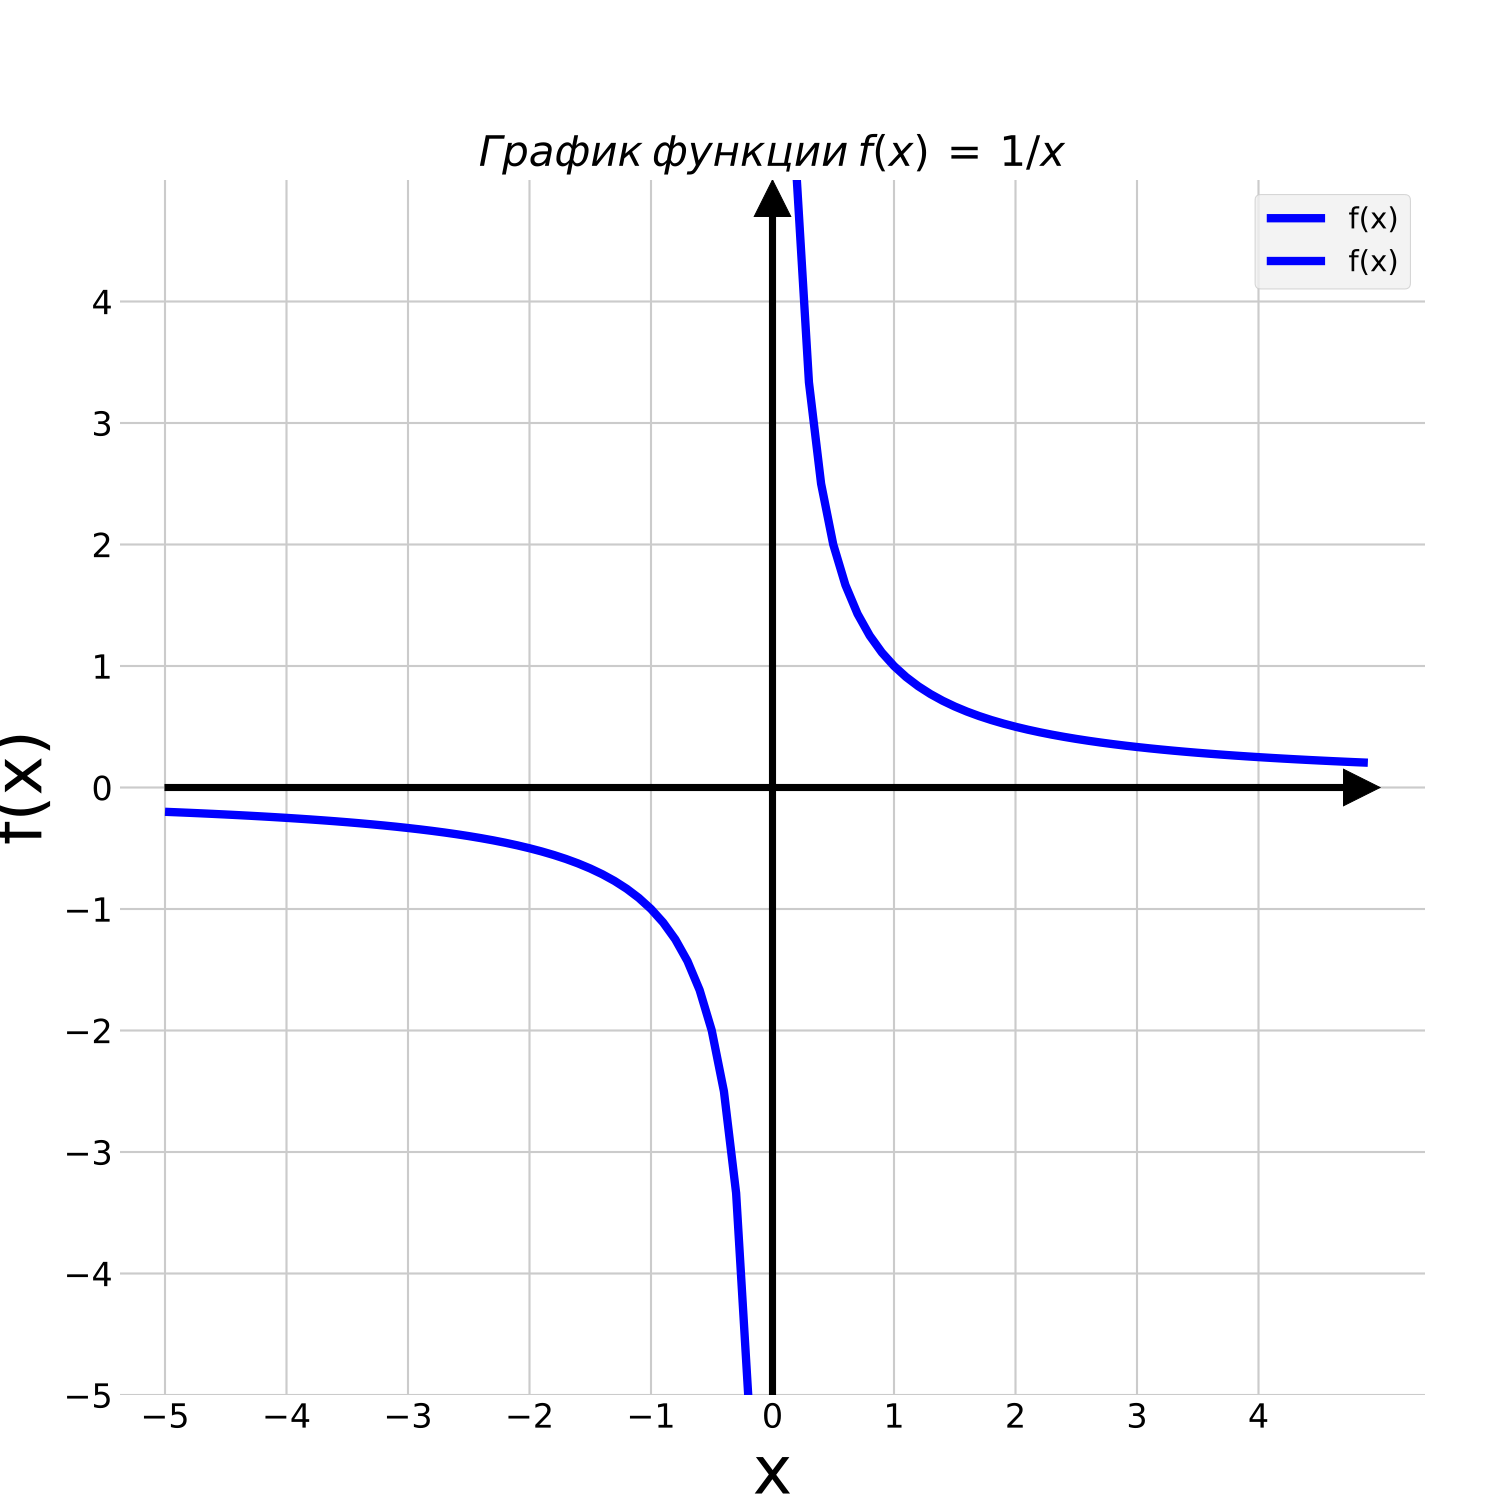 График функции f(x) = 1/x
f(x)
f(x)
4
3
2
1
0
−1
−2
−3
−4
−5
f(x)
−5 −4 −3 −2 −1 0 1 2 3 4
x